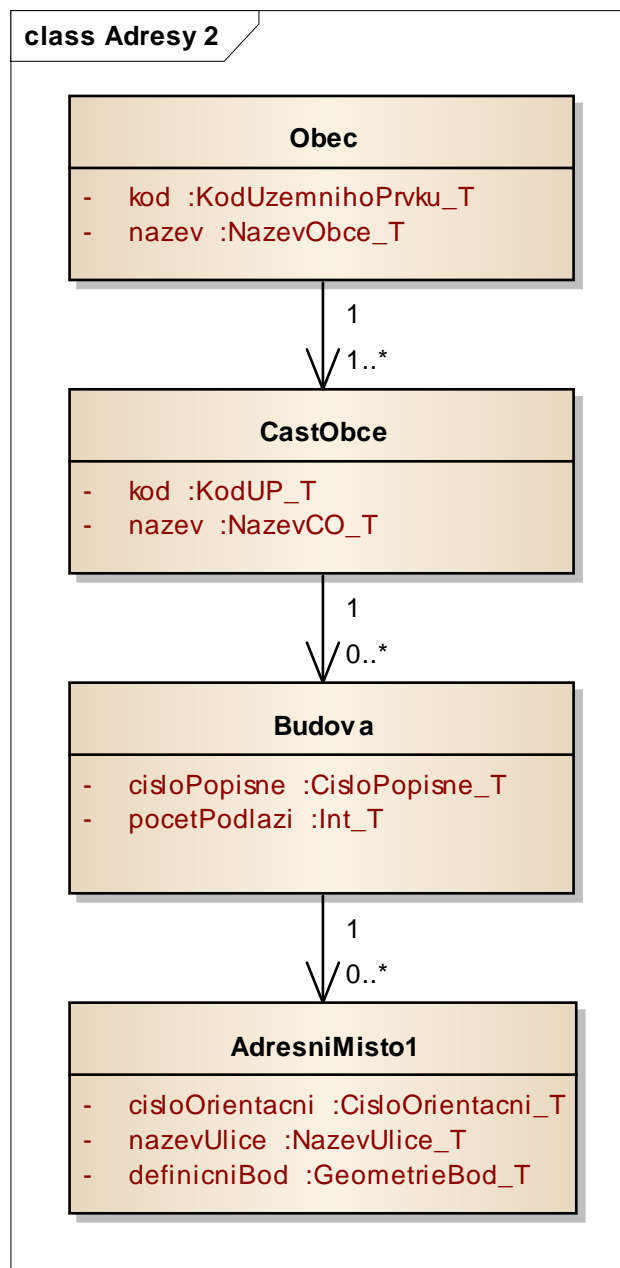 class Adresy 2
Obec
- kod :KodUzemnihoPrvku_T
- nazev :NazevObce_T
1
1..*
CastObce
- kod :KodUP_T
- nazev :NazevCO_T
1
0..*
Budova
- cisloPopisne :CisloPopisne_T
- pocetPodlazi :Int_T
1
0..*
AdresniMisto1
- cisloOrientacni :CisloOrientacni_T
- nazevUlice :NazevUlice_T
- definicniBod :GeometrieBod_T